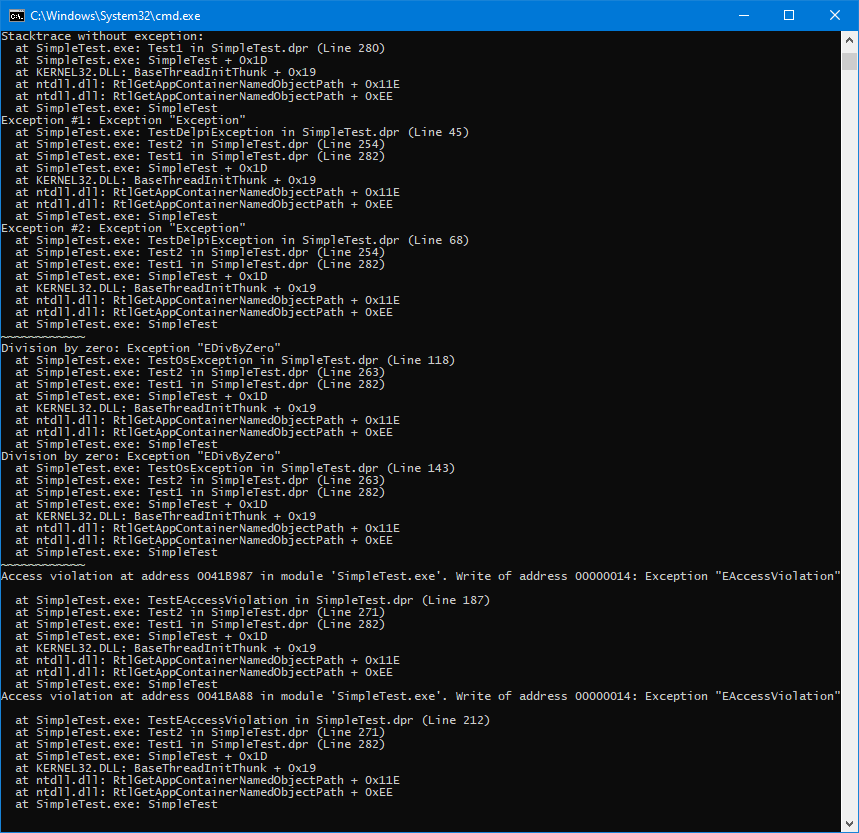 C:\Windows\System32\cmd.exe
Stacktrace without exception:
  at SimpleTest.exe: Test1 in SimpleTest.dpr (Line 280)
  at SimpleTest.exe: SimpleTest + 0x1D
  at KERNEL32.DLL: BaseThreadInitThunk + 0x19
  at ntdll.dll: RtlGetAppContainerNamedObjectPath + 0x11E
  at ntdll.dll: RtlGetAppContainerNamedObjectPath + 0xEE
  at SimpleTest.exe: SimpleTest
Exception #1: Exception "Exception"
  at SimpleTest.exe: TestDelpiException in SimpleTest.dpr (Line 45)
  at SimpleTest.exe: Test2 in SimpleTest.dpr (Line 254)
  at SimpleTest.exe: Test1 in SimpleTest.dpr (Line 282)
  at SimpleTest.exe: SimpleTest + 0x1D
  at KERNEL32.DLL: BaseThreadInitThunk + 0x19
  at ntdll.dll: RtlGetAppContainerNamedObjectPath + 0x11E
  at ntdll.dll: RtlGetAppContainerNamedObjectPath + 0xEE
  at SimpleTest.exe: SimpleTest
Exception #2: Exception "Exception"
  at SimpleTest.exe: TestDelpiException in SimpleTest.dpr (Line 68)
  at SimpleTest.exe: Test2 in SimpleTest.dpr (Line 254)
  at SimpleTest.exe: Test1 in SimpleTest.dpr (Line 282)
  at SimpleTest.exe: SimpleTest + 0x1D
  at KERNEL32.DLL: BaseThreadInitThunk + 0x19
  at ntdll.dll: RtlGetAppContainerNamedObjectPath + 0x11E
  at ntdll.dll: RtlGetAppContainerNamedObjectPath + 0xEE
  at SimpleTest.exe: SimpleTest
~~~~~~~~~~~~
Division by zero: Exception "EDivByZero"
  at SimpleTest.exe: TestOsException in SimpleTest.dpr (Line 118)
  at SimpleTest.exe: Test2 in SimpleTest.dpr (Line 263)
  at SimpleTest.exe: Test1 in SimpleTest.dpr (Line 282)
  at SimpleTest.exe: SimpleTest + 0x1D
  at KERNEL32.DLL: BaseThreadInitThunk + 0x19
  at ntdll.dll: RtlGetAppContainerNamedObjectPath + 0x11E
  at ntdll.dll: RtlGetAppContainerNamedObjectPath + 0xEE
  at SimpleTest.exe: SimpleTest
Division by zero: Exception "EDivByZero"
  at SimpleTest.exe: TestOsException in SimpleTest.dpr (Line 143)
  at SimpleTest.exe: Test2 in SimpleTest.dpr (Line 263)
  at SimpleTest.exe: Test1 in SimpleTest.dpr (Line 282)
  at SimpleTest.exe: SimpleTest + 0x1D
  at KERNEL32.DLL: BaseThreadInitThunk + 0x19
  at ntdll.dll: RtlGetAppContainerNamedObjectPath + 0x11E
  at ntdll.dll: RtlGetAppContainerNamedObjectPath + 0xEE
  at SimpleTest.exe: SimpleTest
~~~~~~~~~~~~
Access violation at address 0041B987 in module 'SimpleTest.exe'. Write of address 00000014: Exception "EAccessViolation"
  at SimpleTest.exe: TestEAccessViolation in SimpleTest.dpr (Line 187)
  at SimpleTest.exe: Test2 in SimpleTest.dpr (Line 271)
  at SimpleTest.exe: Test1 in SimpleTest.dpr (Line 282)
  at SimpleTest.exe: SimpleTest + 0x1D
  at KERNEL32.DLL: BaseThreadInitThunk + 0x19
  at ntdll.dll: RtlGetAppContainerNamedObjectPath + 0x11E
  at ntdll.dll: RtlGetAppContainerNamedObjectPath + 0xEE
  at SimpleTest.exe: SimpleTest
Access violation at address 0041BA88 in module 'SimpleTest.exe'. Write of address 00000014: Exception "EAccessViolation"
  at SimpleTest.exe: TestEAccessViolation in SimpleTest.dpr (Line 212)
  at SimpleTest.exe: Test2 in SimpleTest.dpr (Line 271)
  at SimpleTest.exe: Test1 in SimpleTest.dpr (Line 282)
  at SimpleTest.exe: SimpleTest + 0x1D
  at KERNEL32.DLL: BaseThreadInitThunk + 0x19
  at ntdll.dll: RtlGetAppContainerNamedObjectPath + 0x11E
  at ntdll.dll: RtlGetAppContainerNamedObjectPath + 0xEE
  at SimpleTest.exe: SimpleTest